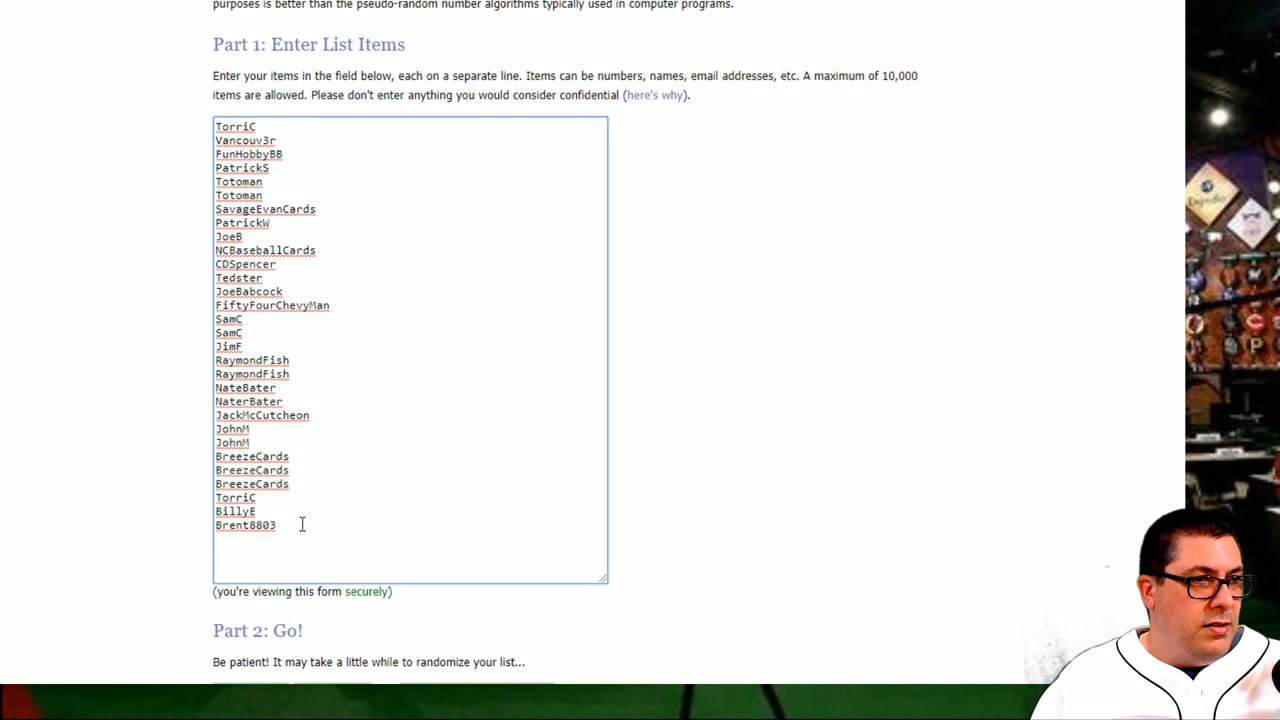 purposes is better than the pseudo-random number algorithms typically used in computer programs.
Part 1: Enter List Items
Enter your items in the field below, each on a separate line. Items can be numbers, names, email addresses, etc. A maximum of 10,000
items are allowed. Please don't enter anything you would consider confidential (here's why).
TorriC
Vancouv3r
FunHobbyBB
PatrickS
Totoman
Totoman
SavageEvanCards
PatrickW
JoeB
NCBaseballCards
CDSpencer
Tedster
JoeBabcock
FiftyFourChevyMan
SamC
SamC
JimF
RaymondFish
RaymondFish
NateBater
NaterBater
JackMcCutcheon
JohnM
JohnM
BreezeCards
BreezeCards
BreezeCards
TorriC
BillyE
Brent8803
(you're viewing this form securely)
Part 2: Go!
Be patient! It may take a little while to randomize your list...